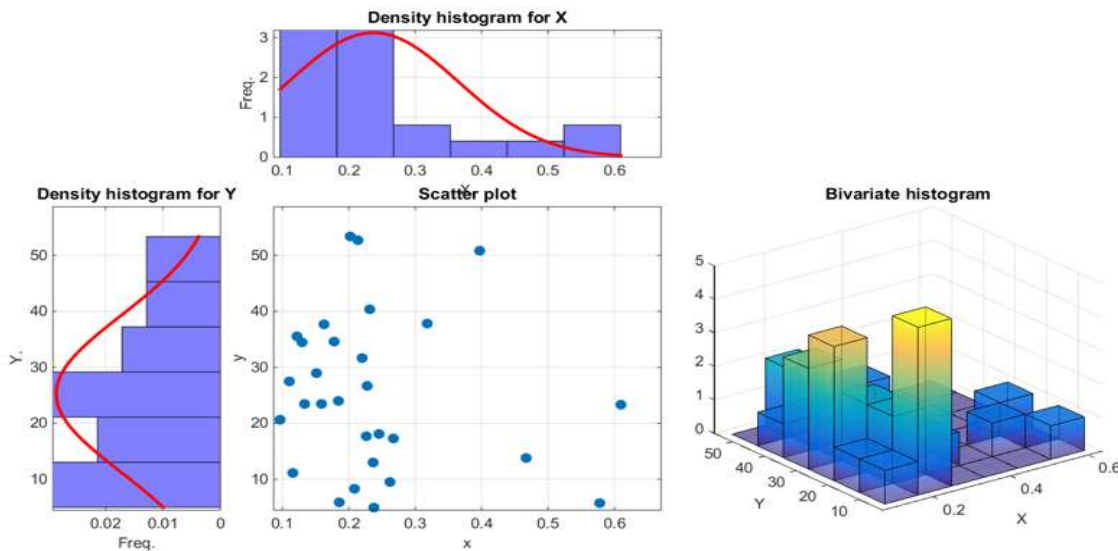 Density histogram for X
3
2
1
0
Freq.
0.1 0.2 0.3 0.4 0.5 0.6
X
Density histogram for Y
50
40
30
20
10
Y.
0.02 0.01 0
Freq.
Scatter plot
50
40
30
20
10
y
0.1 0.2 0.3 0.4 0.5 0.6
x
Bivariate histogram
5
4
3
2
1
0
50 40 30 20 10
Y
0.2 0.4 0.6
X